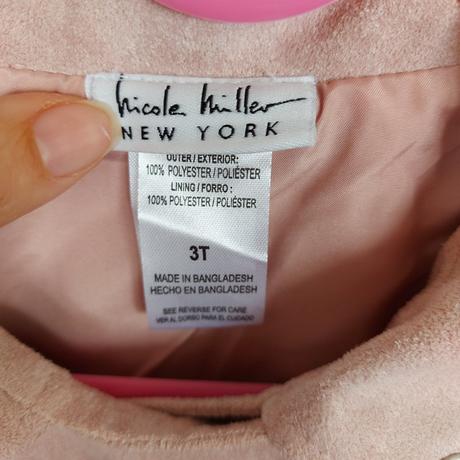 Nicole Miller
NEW YORK
OUTER / EXTERIOR:
100% POLYESTER / POLIÉSTER
LINING / FORRO :
100% POLYESTER / POLIÉSTER
3T
MADE IN BANGLADESH
HECHO EN BANGLADESH
SEE REVERSE FOR CARE
VER AL DORSO PARA EL CUIDADO